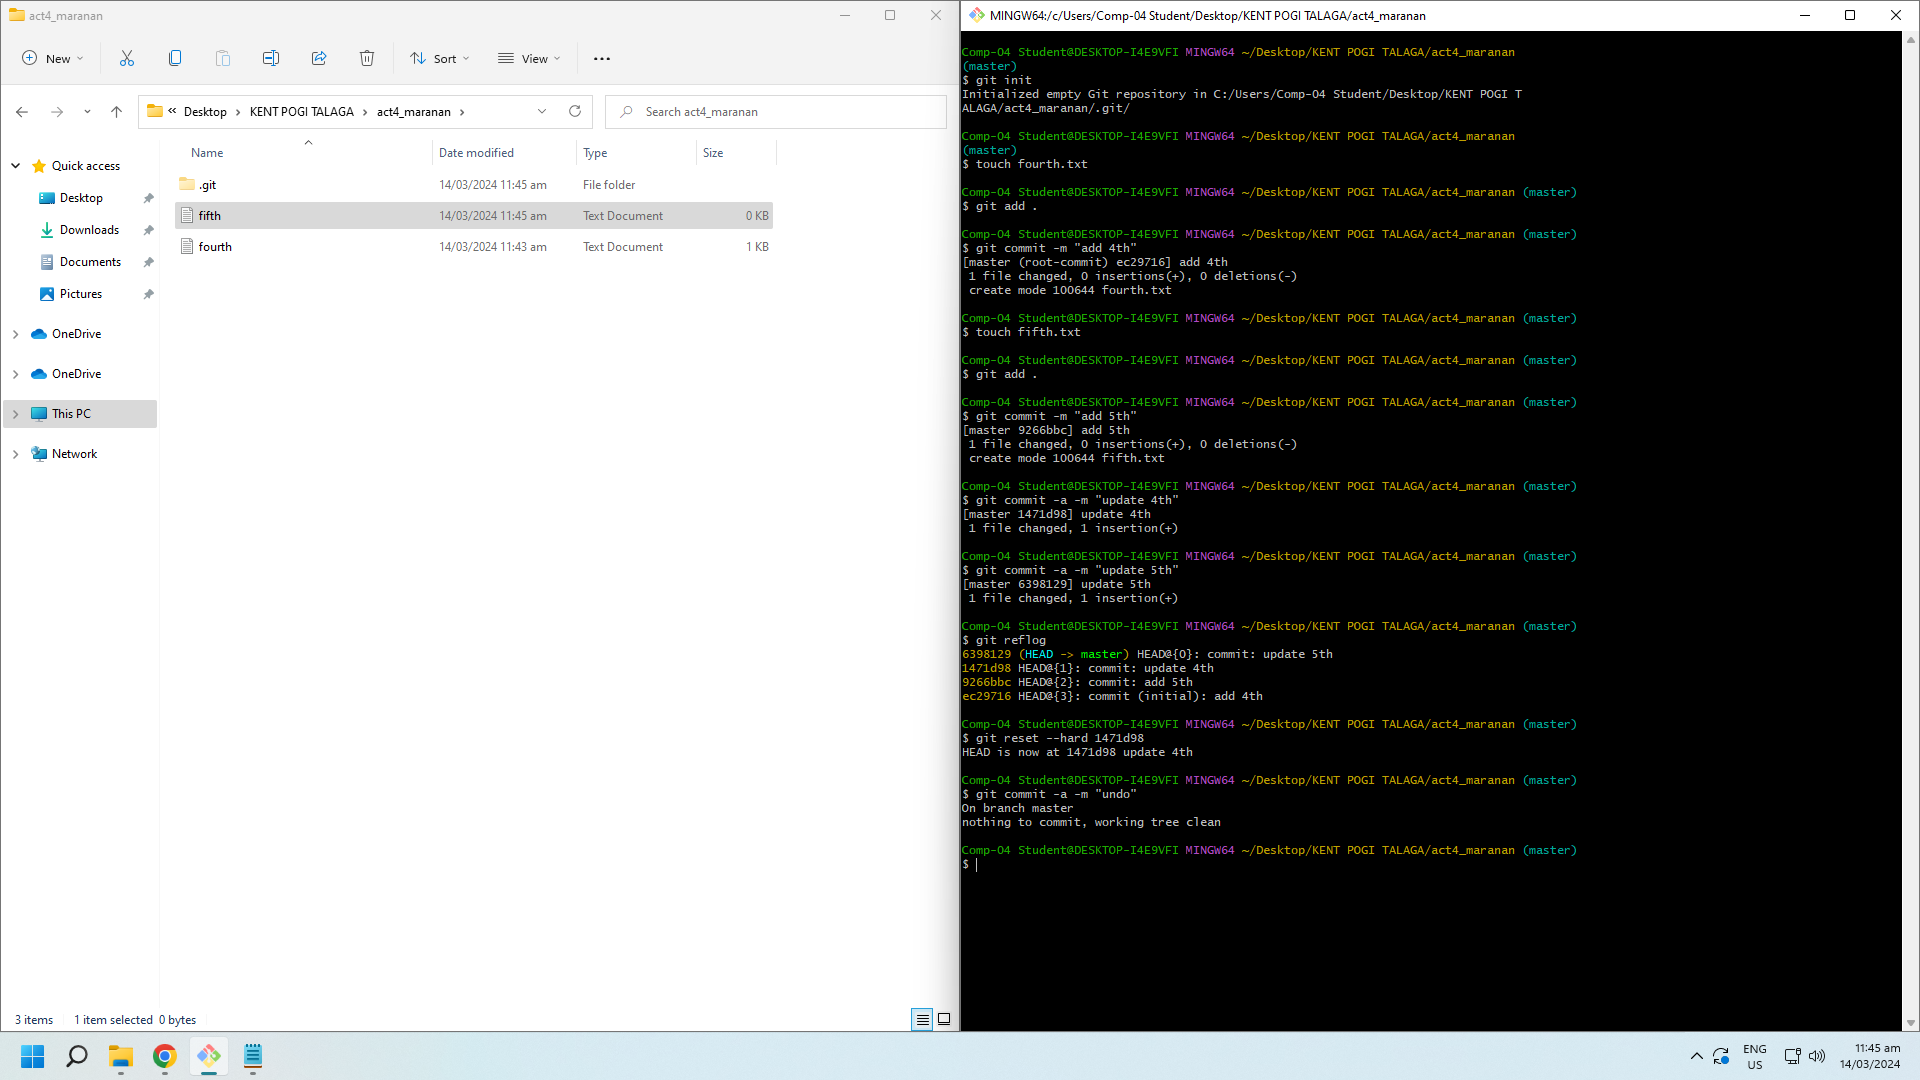 act4_maranan
New
Sort
View
« Desktop > KENT POGI TALAGA > act4_maranan >
Search act4_maranan
Name Date modified Type Size
.git 14/03/2024 11:45 am File folder
fifth 14/03/2024 11:45 am Text Document 0 KB
fourth 14/03/2024 11:43 am Text Document 1 KB
Quick access
Desktop
Downloads
Documents
Pictures
OneDrive
OneDrive
This PC
Network
3 items 1 item selected 0 bytes
MINGW64:/c/Users/Comp-04 Student/Desktop/KENT POGI TALAGA/act4_maranan
Comp-04 Student@DESKTOP-I4E9VFI MINGW64 ~/Desktop/KENT POGI TALAGA/act4_maranan
(master)
$ git init
Initialized empty Git repository in C:/Users/Comp-04 Student/Desktop/KENT POGI T
ALAGA/act4_maranan/.git/
Comp-04 Student@DESKTOP-I4E9VFI MINGW64 ~/Desktop/KENT POGI TALAGA/act4_maranan
(master)
$ touch fourth.txt
Comp-04 Student@DESKTOP-I4E9VFI MINGW64 ~/Desktop/KENT POGI TALAGA/act4_maranan (master)
$ git add .
Comp-04 Student@DESKTOP-I4E9VFI MINGW64 ~/Desktop/KENT POGI TALAGA/act4_maranan (master)
$ git commit -m "add 4th"
[master (root-commit) ec29716] add 4th
1 file changed, 0 insertions(+), 0 deletions(-)
create mode 100644 fourth.txt
Comp-04 Student@DESKTOP-I4E9VFI MINGW64 ~/Desktop/KENT POGI TALAGA/act4_maranan (master)
$ touch fifth.txt
Comp-04 Student@DESKTOP-I4E9VFI MINGW64 ~/Desktop/KENT POGI TALAGA/act4_maranan (master)
$ git add .
Comp-04 Student@DESKTOP-I4E9VFI MINGW64 ~/Desktop/KENT POGI TALAGA/act4_maranan (master)
$ git commit -m "add 5th"
[master 9266bbc] add 5th
1 file changed, 0 insertions(+), 0 deletions(-)
create mode 100644 fifth.txt
Comp-04 Student@DESKTOP-I4E9VFI MINGW64 ~/Desktop/KENT POGI TALAGA/act4_maranan (master)
$ git commit -a -m "update 4th"
[master 1471d98] update 4th
1 file changed, 1 insertion(+)
Comp-04 Student@DESKTOP-I4E9VFI MINGW64 ~/Desktop/KENT POGI TALAGA/act4_maranan (master)
$ git commit -a -m "update 5th"
[master 6398129] update 5th
1 file changed, 1 insertion(+)
Comp-04 Student@DESKTOP-I4E9VFI MINGW64 ~/Desktop/KENT POGI TALAGA/act4_maranan (master)
$ git reflog
6398129 (HEAD -> master) HEAD@{0}: commit: update 5th
1471d98 HEAD@{1}: commit: update 4th
9266bbc HEAD@{2}: commit: add 5th
ec29716 HEAD@{3}: commit (initial): add 4th
Comp-04 Student@DESKTOP-I4E9VFI MINGW64 ~/Desktop/KENT POGI TALAGA/act4_maranan (master)
$ git reset --hard 1471d98
HEAD is now at 1471d98 update 4th
Comp-04 Student@DESKTOP-I4E9VFI MINGW64 ~/Desktop/KENT POGI TALAGA/act4_maranan (master)
$ git commit -a -m "undo"
On branch master
nothing to commit, working tree clean
Comp-04 Student@DESKTOP-I4E9VFI MINGW64 ~/Desktop/KENT POGI TALAGA/act4_maranan (master)
$
ENG
US
11:45 am
14/03/2024